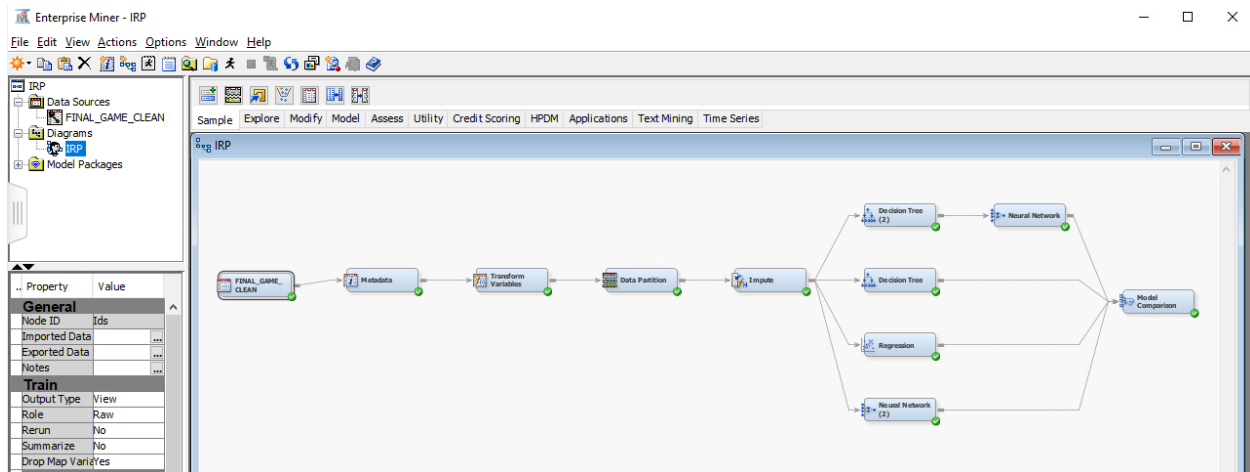 Enterprise Miner - IRP
File Edit View Actions Options Window Help
IRP
Data Sources
FINAL_GAME_CLEAN
Diagrams
IRP
Model Packages
Sample Explore Modify Model Assess Utility Credit Scoring HPDM Applications Text Mining Time Series
IRP
FINAL_GAME_
CLEAN
Metadata
Transform
Variables
Data Partition
Impute
Decision Tree
(2)
Neural Network
Decision Tree
Regression
Neural Network
(2)
Model
Comparison
.. Property Value
General
Node ID Ids
Imported Data ...
Exported Data ...
Notes ...
Train
Output Type View
Role Raw
Rerun No
Summarize No
Drop Map Varia Yes